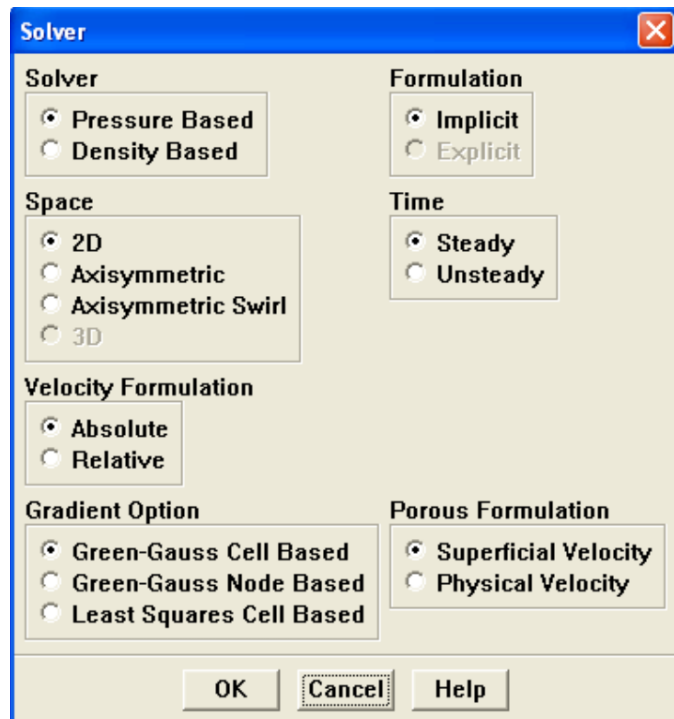 Solver
Solver
Pressure Based
Density Based
Formulation
Implicit
Explicit
Space
2D
Axisymmetric
Axisymmetric Swirl
3D
Time
Steady
Unsteady
Velocity Formulation
Absolute
Relative
Gradient Option
Green-Gauss Cell Based
Green-Gauss Node Based
Least Squares Cell Based
Porous Formulation
Superficial Velocity
Physical Velocity
OK
Cancel
Help